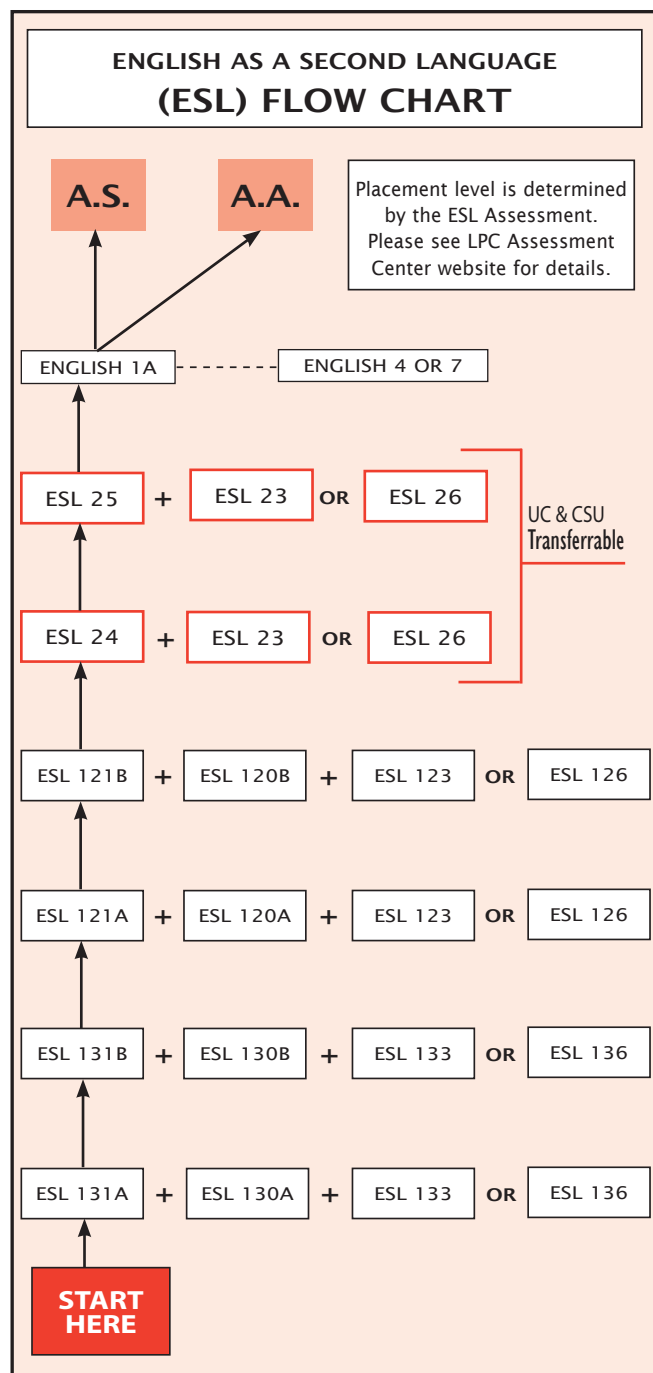 ENGLISH AS A SECOND LANGUAGE
(ESL) FLOW CHART
A.S.
A.A.
Placement level is determined
by the ESL Assessment.
Please see LPC Assessment
Center website for details.
ENGLISH 1A
ENGLISH 4 OR 7
ESL 25 + ESL 23 OR ESL 26
UC & CSU
Transferrable
ESL 24 + ESL 23 OR ESL 26
ESL 121B + ESL 120B + ESL 123 OR ESL 126
ESL 121A + ESL 120A + ESL 123 OR ESL 126
ESL 131B + ESL 130B + ESL 133 OR ESL 136
ESL 131A + ESL 130A + ESL 133 OR ESL 136
START
HERE